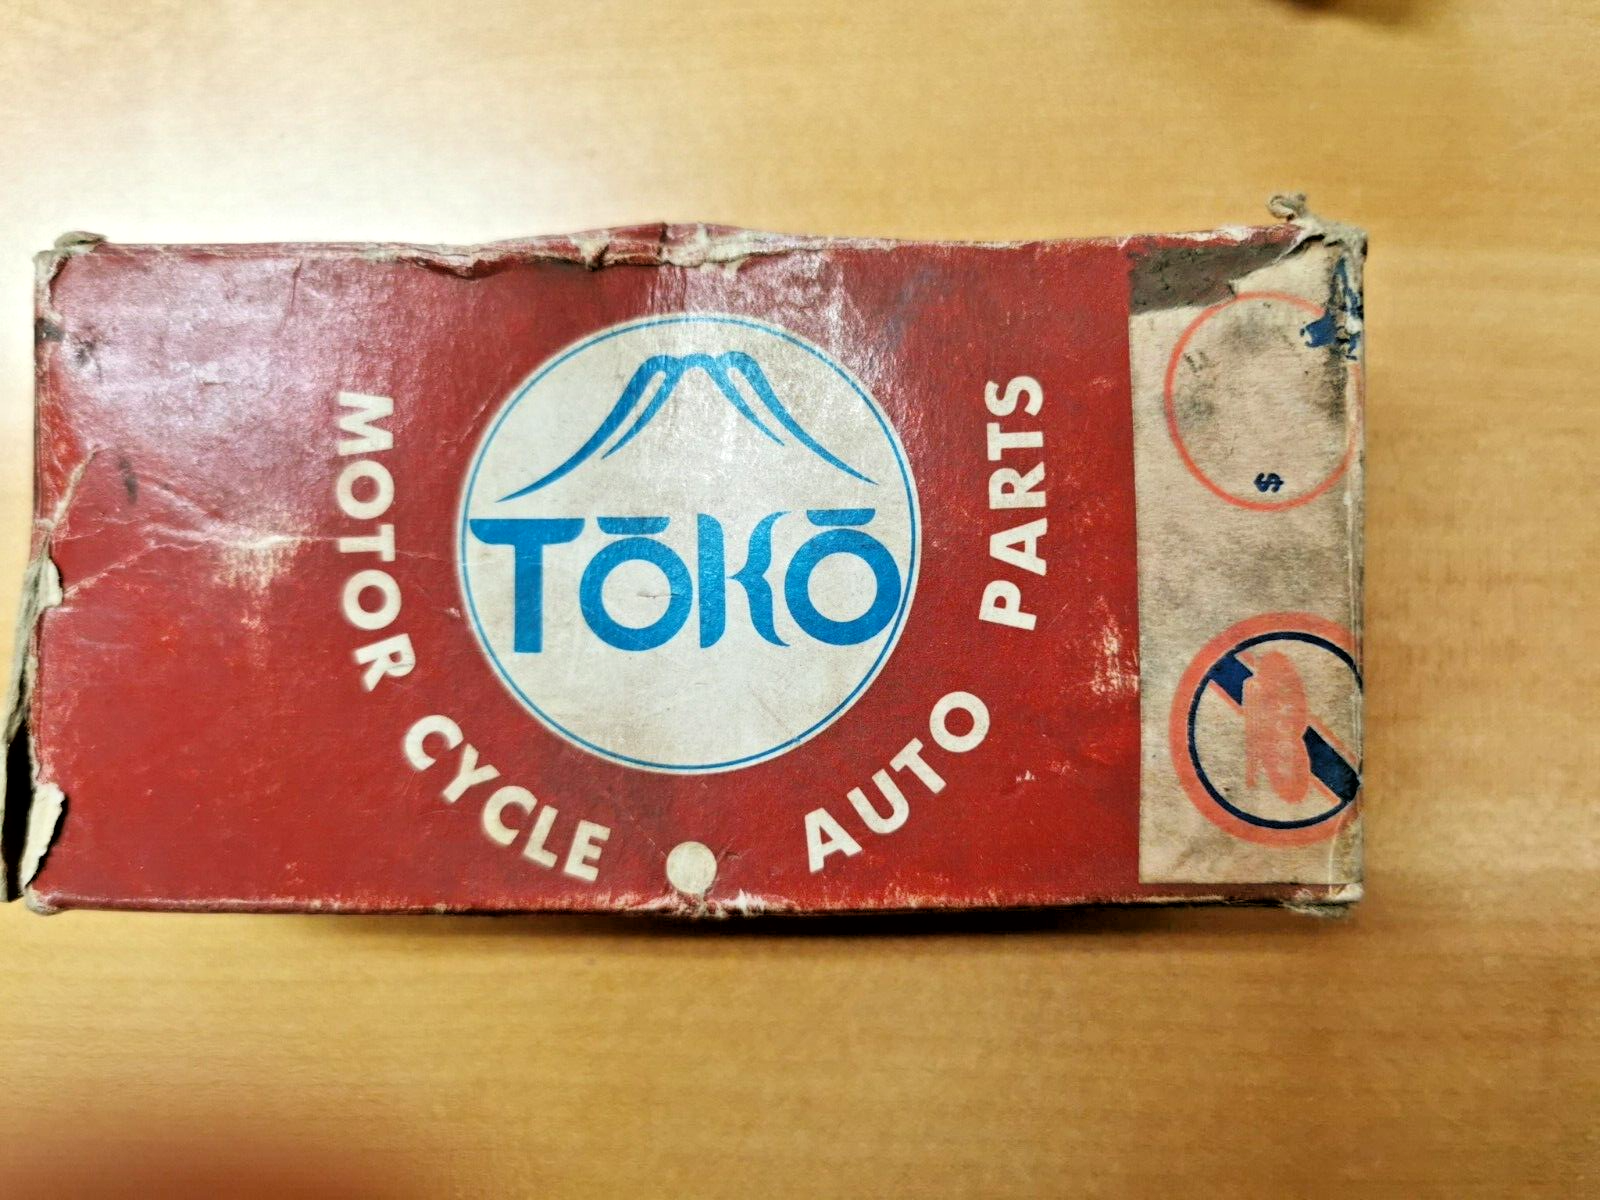 TōKō
MOTOR CYCLE ● AUTO PARTS
$